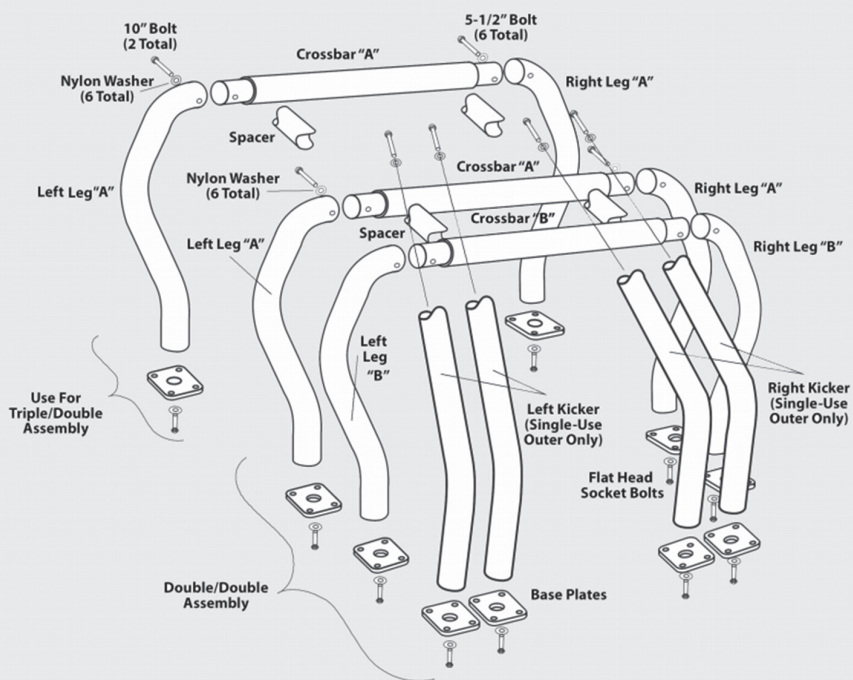 10” Bolt
(2 Total)
5-1/2” Bolt
(6 Total)
Crossbar “A”
Nylon Washer
(6 Total)
Right Leg “A”
Spacer
Nylon Washer
(6 Total)
Crossbar “A”
Left Leg “A”
Right Leg “A”
Crossbar “B”
Spacer
Left Leg “A”
Right Leg “B”
Left
Leg
“B”
Use For
Triple/Double
Assembly
Left Kicker
(Single-Use
Outer Only)
Right Kicker
(Single-Use
Outer Only)
Flat Head
Socket Bolts
Double/Double
Assembly
Base Plates